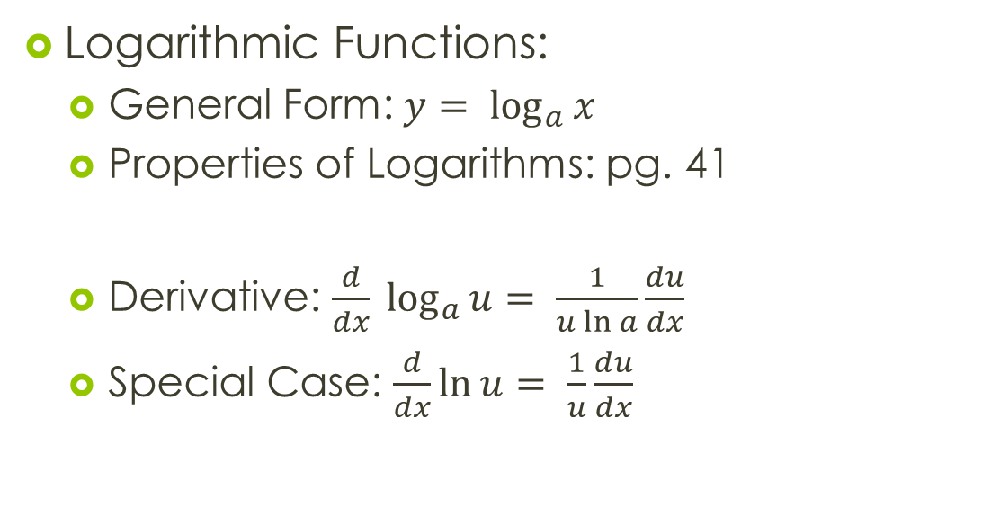 Logarithmic Functions:
General Form: $y = \log_a x$
Properties of Logarithms: pg. 41
Derivative: $\frac{d}{dx} \log_a u = \frac{1}{u \ln a} \frac{du}{dx}$
Special Case: $\frac{d}{dx} \ln u = \frac{1}{u} \frac{du}{dx}$